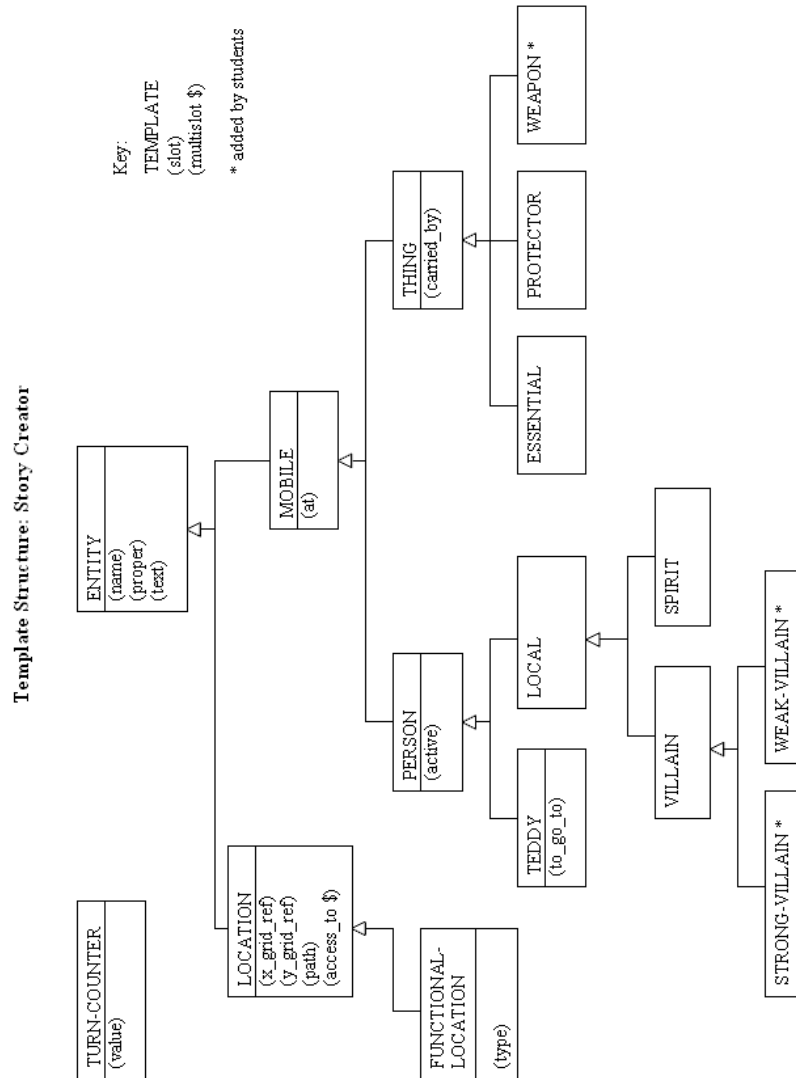 Template Structure: Story Creator
Key:
TEMPLATE
(slot)
(multislot $)
* added by students
TURN-COUNTER
(value)
ENTITY
(name)
(proper)
(text)
LOCATION
(x_grid_ref)
(y_grid_ref)
(path)
(access_to $)
MOBILE
(at)
FUNCTIONAL-
LOCATION
(type)
PERSON
(active)
THING
(carried_by)
TEDDY
(to_go_to)
LOCAL
ESSENTIAL
PROTECTOR
WEAPON *
VILLAIN
SPIRIT
STRONG-VILLAIN *
WEAK-VILLAIN *